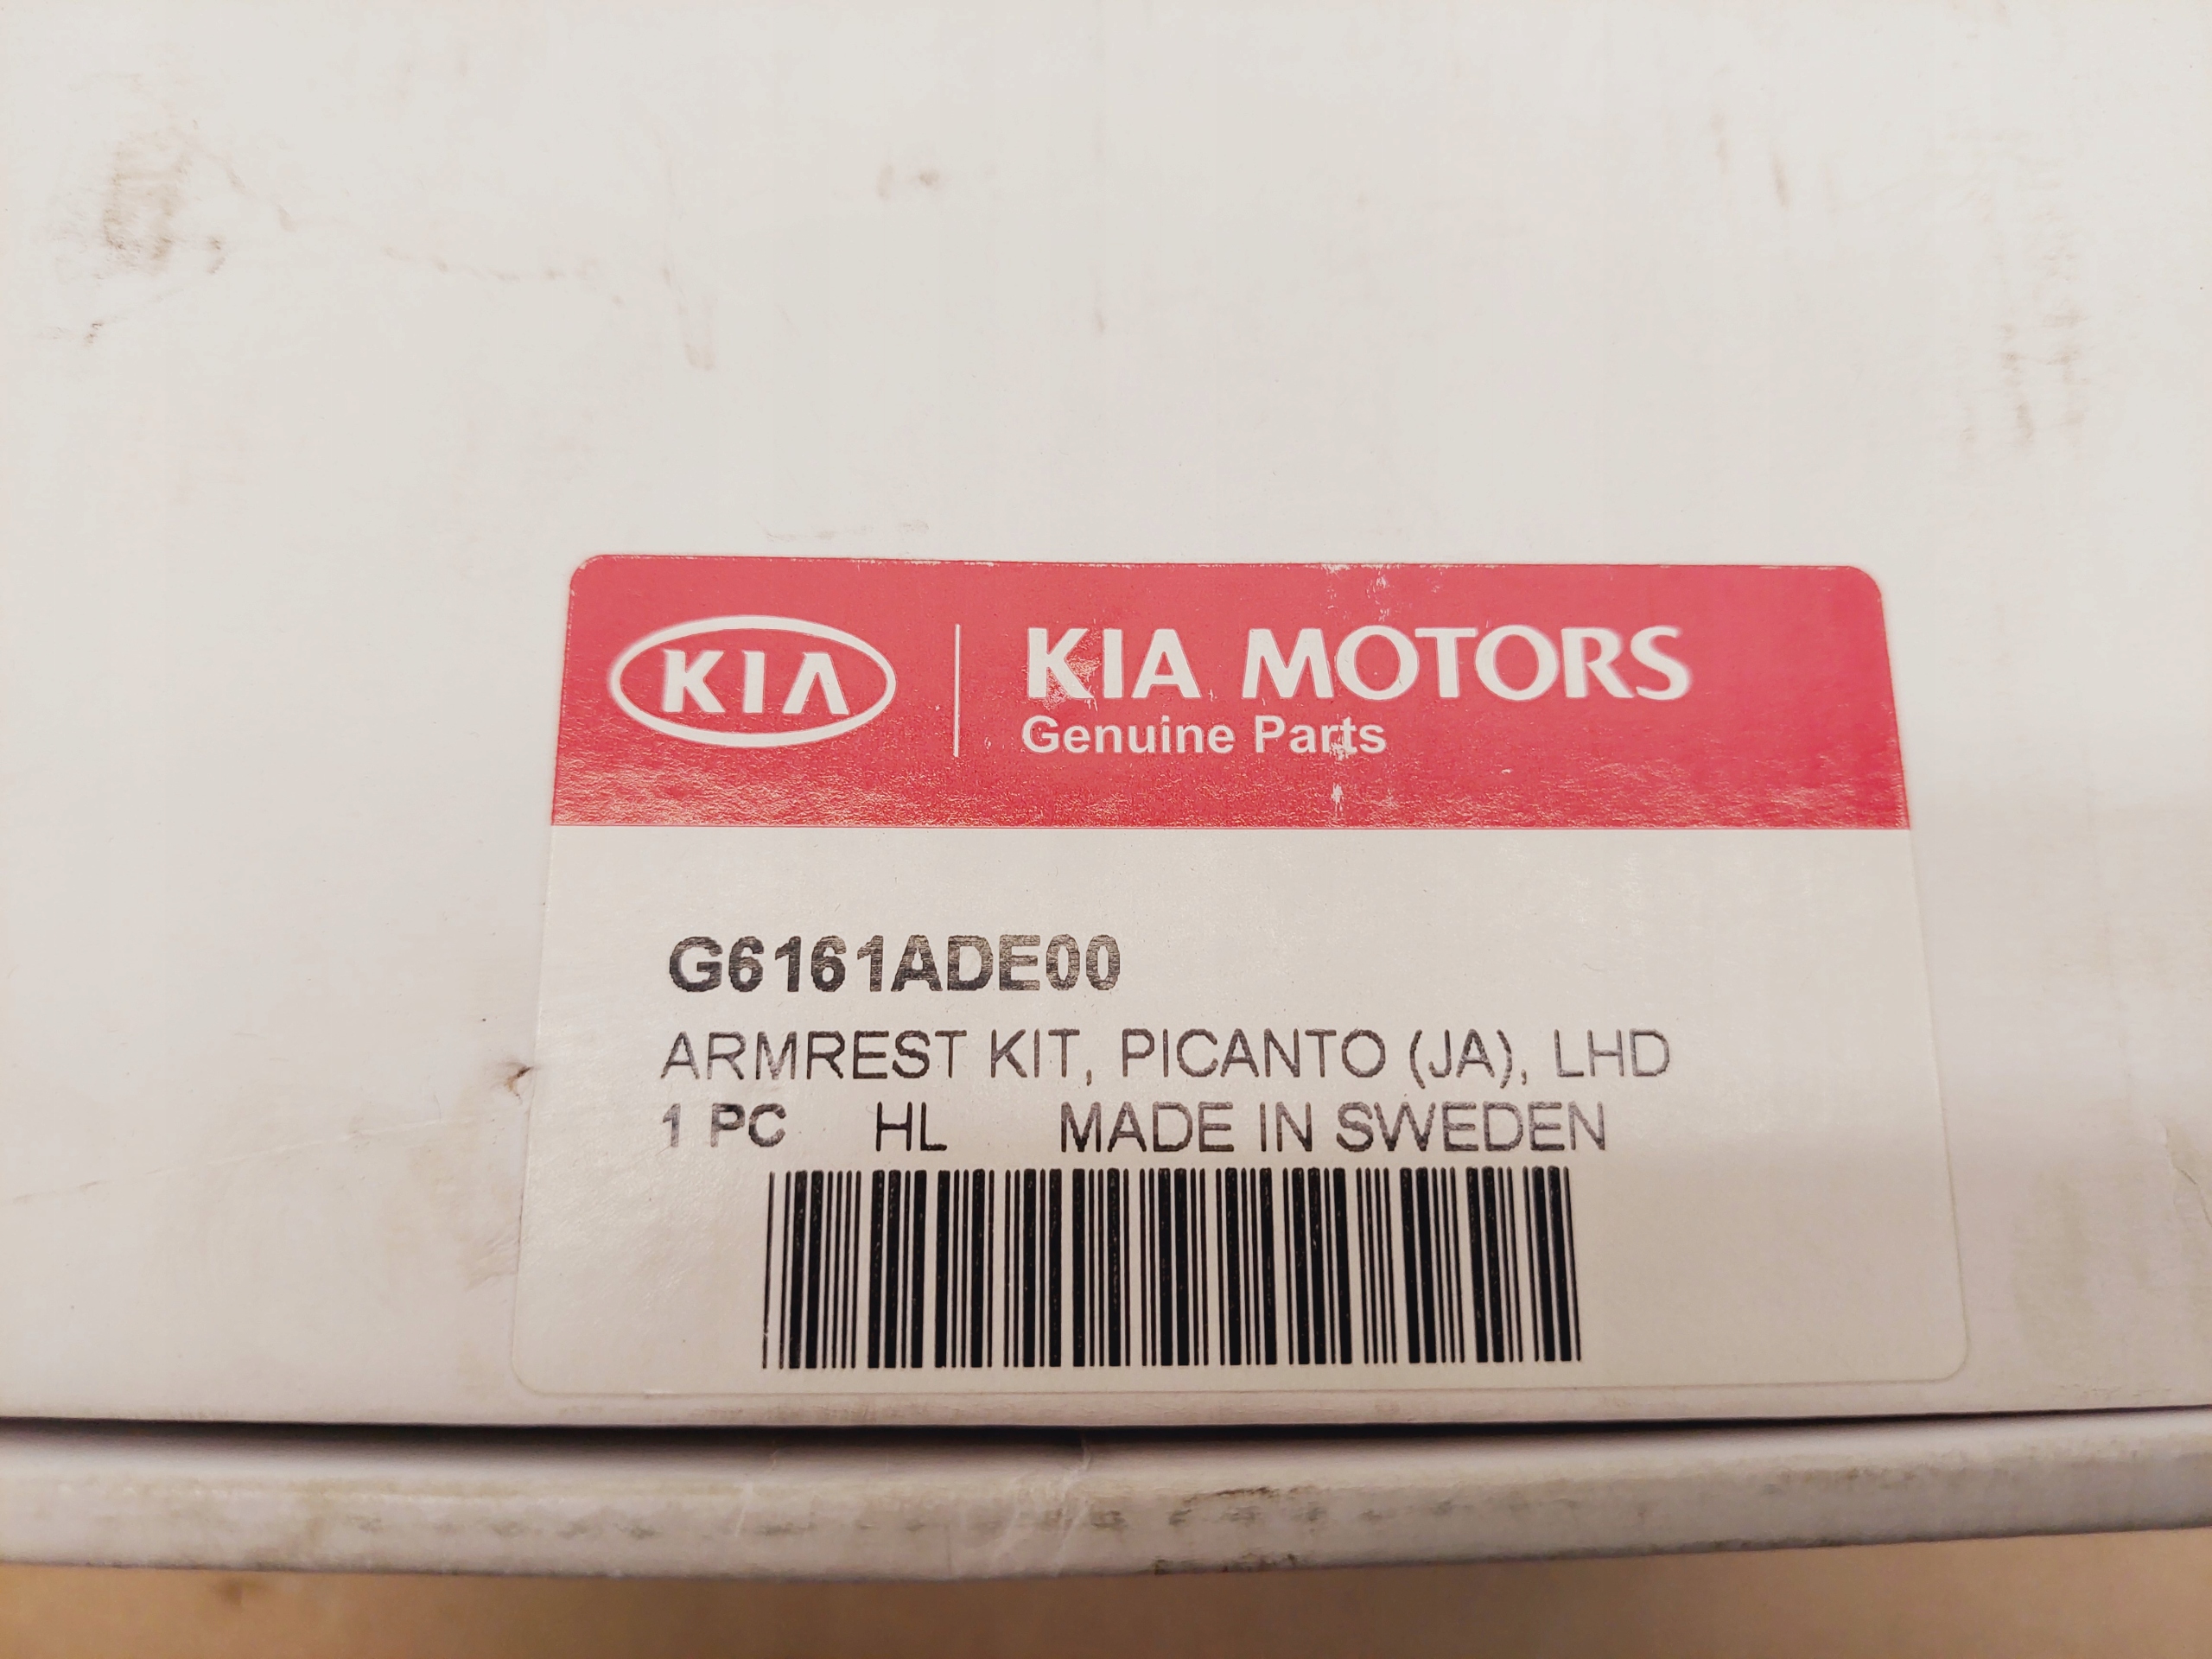 KIA
KIA MOTORS
Genuine Parts
G6161ADE00
ARMREST KIT, PICANTO (JA), LHD
1 PC HL MADE IN SWEDEN